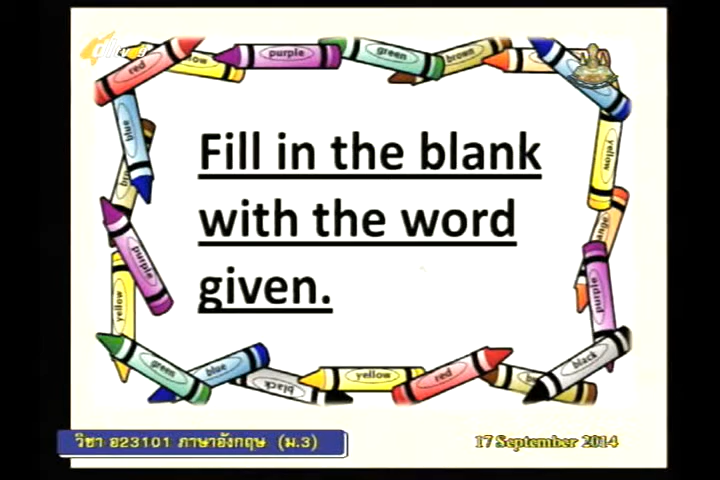 red
purple
green
brown
blue
yellow
purple
purple
yellow
Fill in the blank
with the word
given.
green
blue
black
yellow
red
black
วิชา อ23101 ภาษาอังกฤษ (ม.3)
17 September 2014